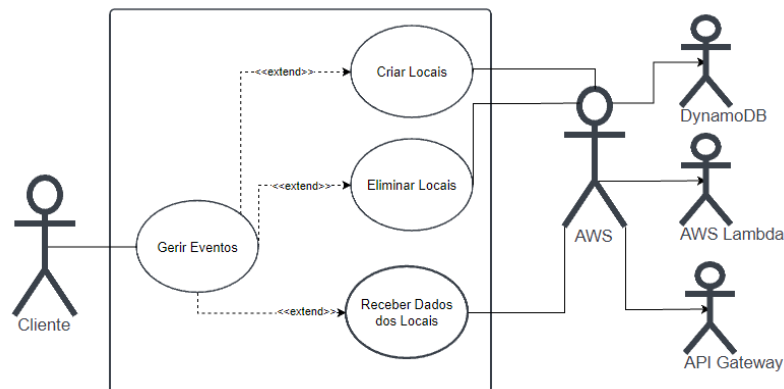 <<extend>>
Criar Locais
DynamoDB
<<extend>>
Eliminar Locais
Gerir Eventos
AWS
AWS Lambda
<<extend>>
Receber Dados
dos Locais
Cliente
API Gateway